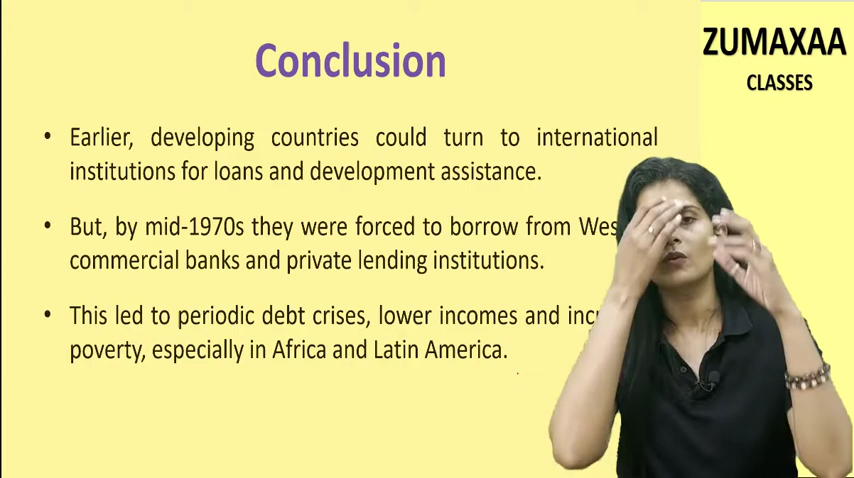 Conclusion
ZUMAXAA
CLASSES
• Earlier, developing countries could turn to international
institutions for loans and development assistance.
• But, by mid-1970s they were forced to borrow from
commercial banks and private lending institutions.
• This led to periodic debt crises, lower incomes and
poverty, especially in Africa and Latin America.